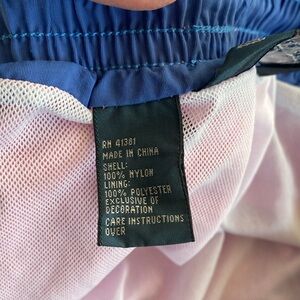 RN 41381
MADE IN CHINA
SHELL:
100% NYLON
LINING:
100% POLYESTER
EXCLUSIVE OF
DECORATION
CARE INSTRUCTIONS
OVER